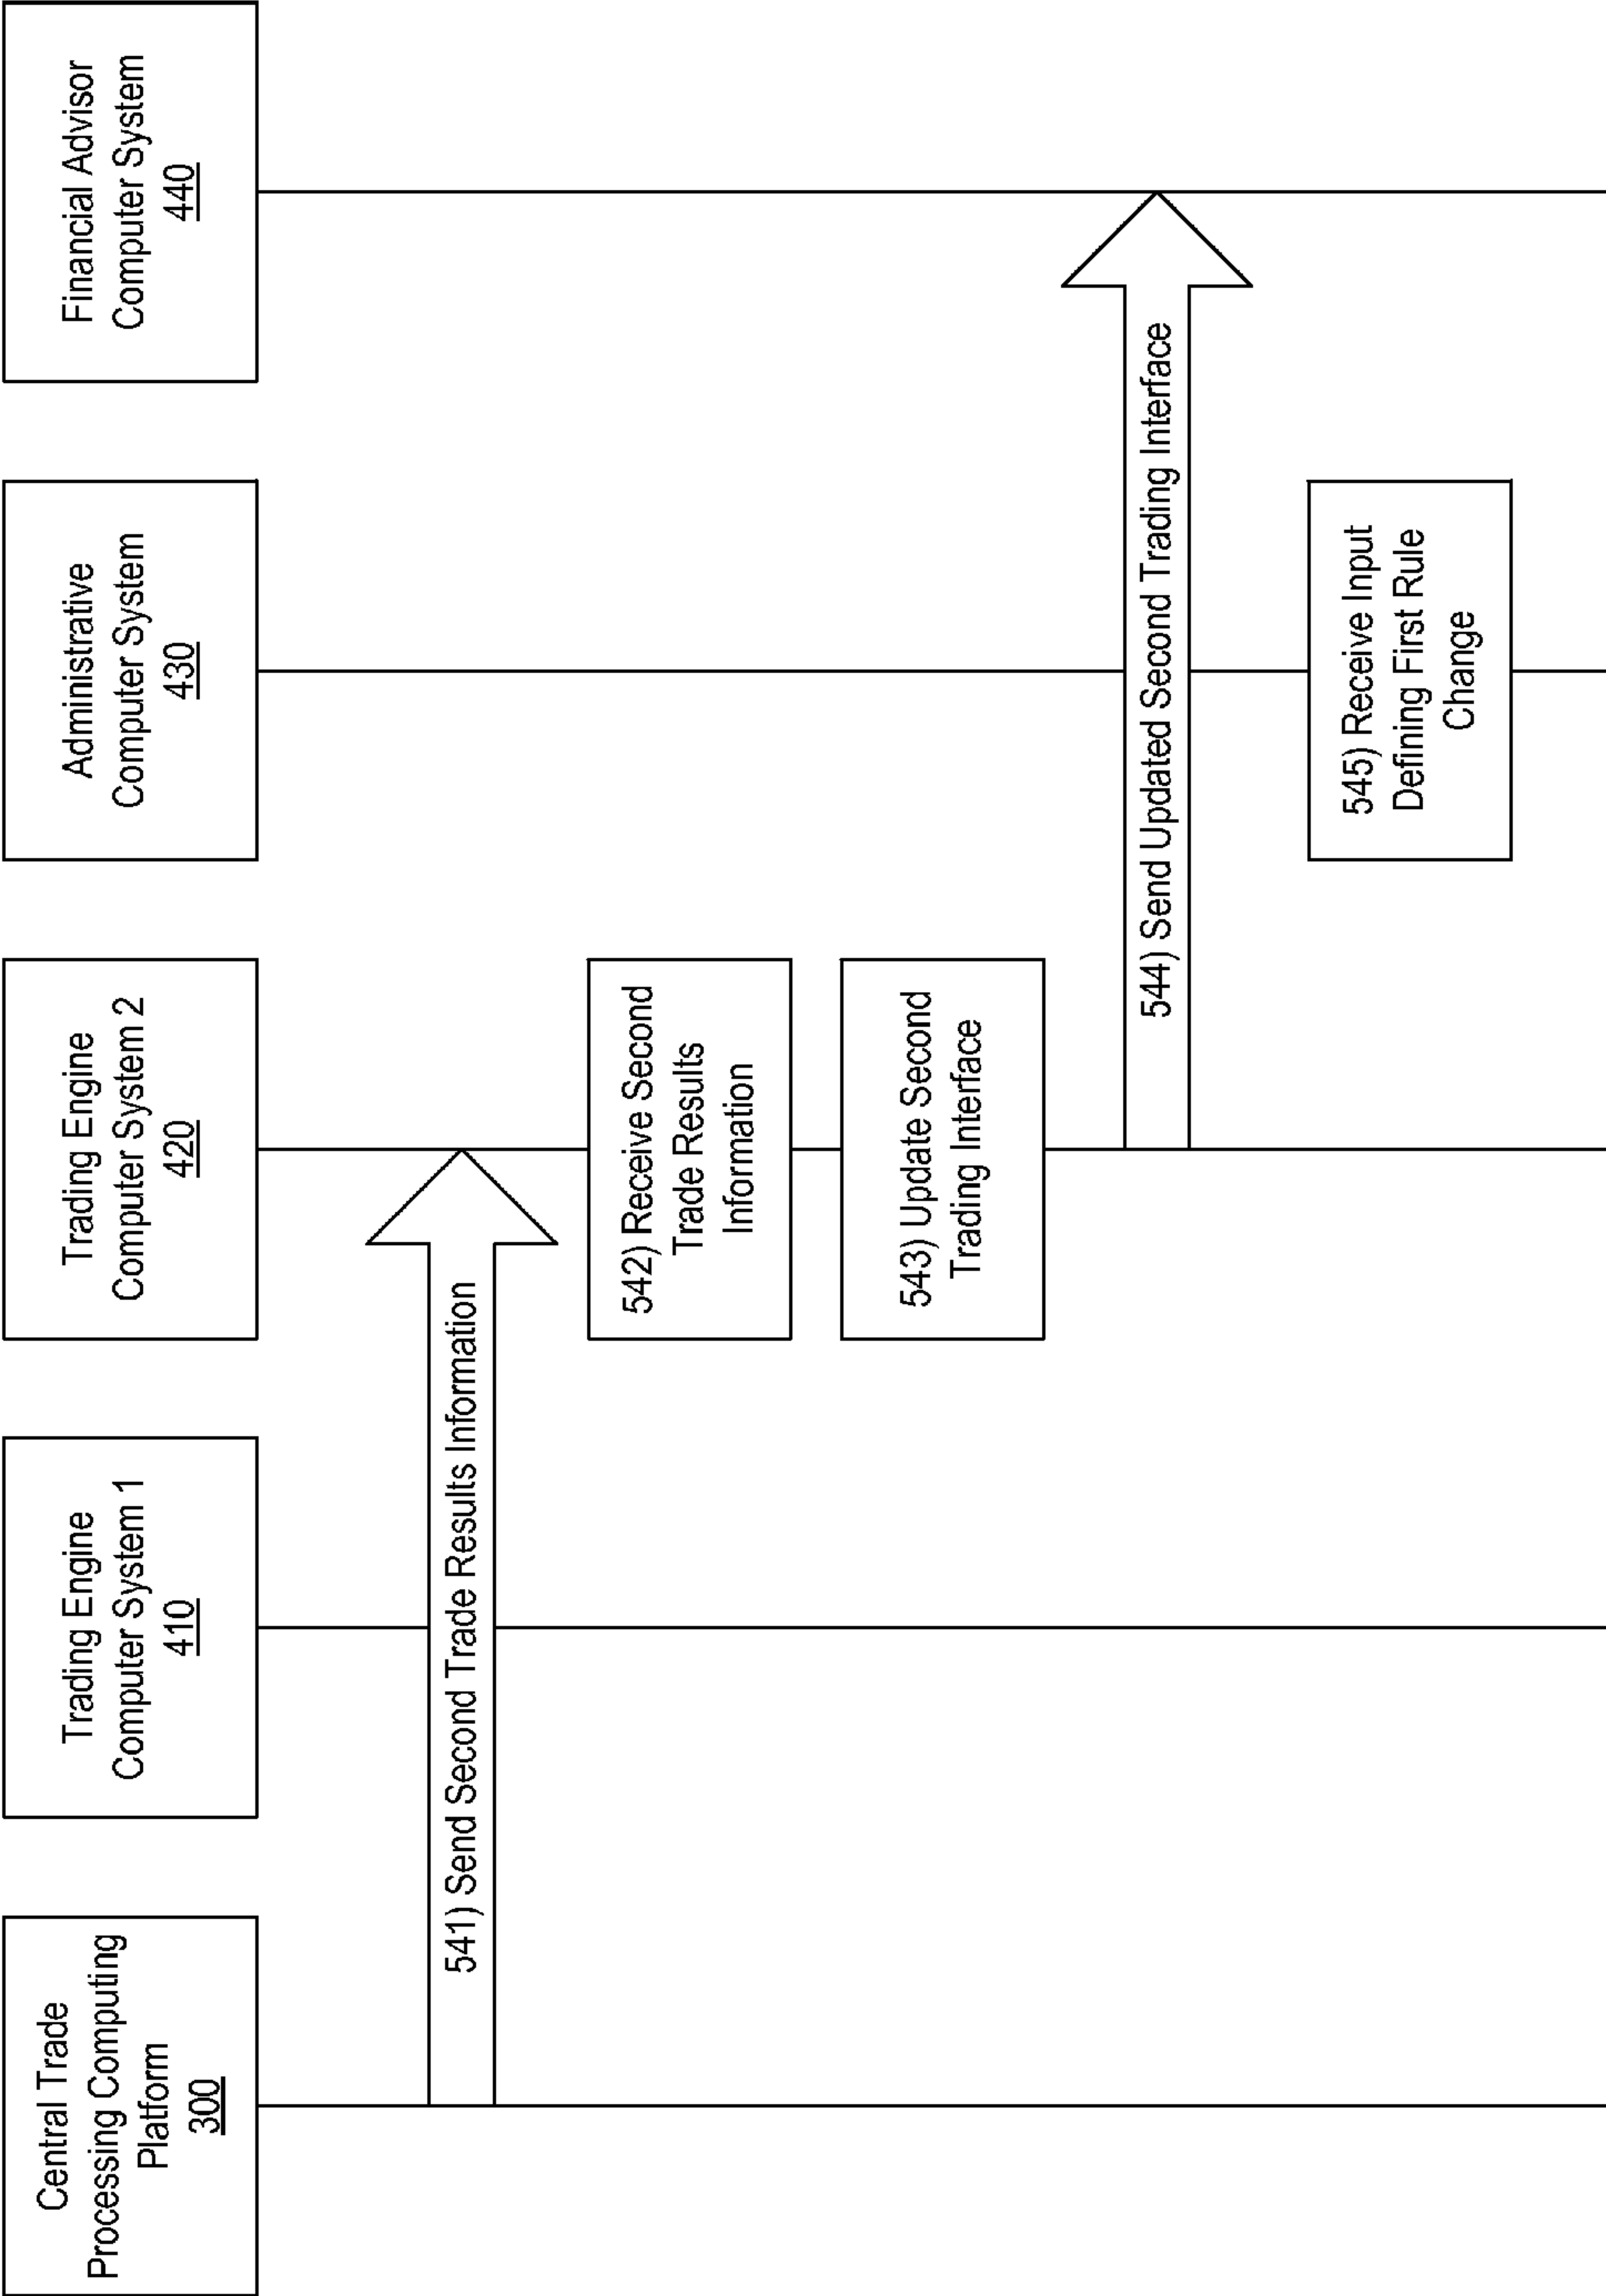 Central Trade
Processing Computing
Platform
300
Trading Engine
Computer System 1
410
Trading Engine
Computer System 2
420
Administrative
Computer System
430
Financial Advisor
Computer System
440
541) Send Second Trade Results Information
542) Receive Second
Trade Results
Information
543) Update Second
Trading Interface
544) Send Updated Second Trading Interface
545) Receive Input
Defining First Rule
Change